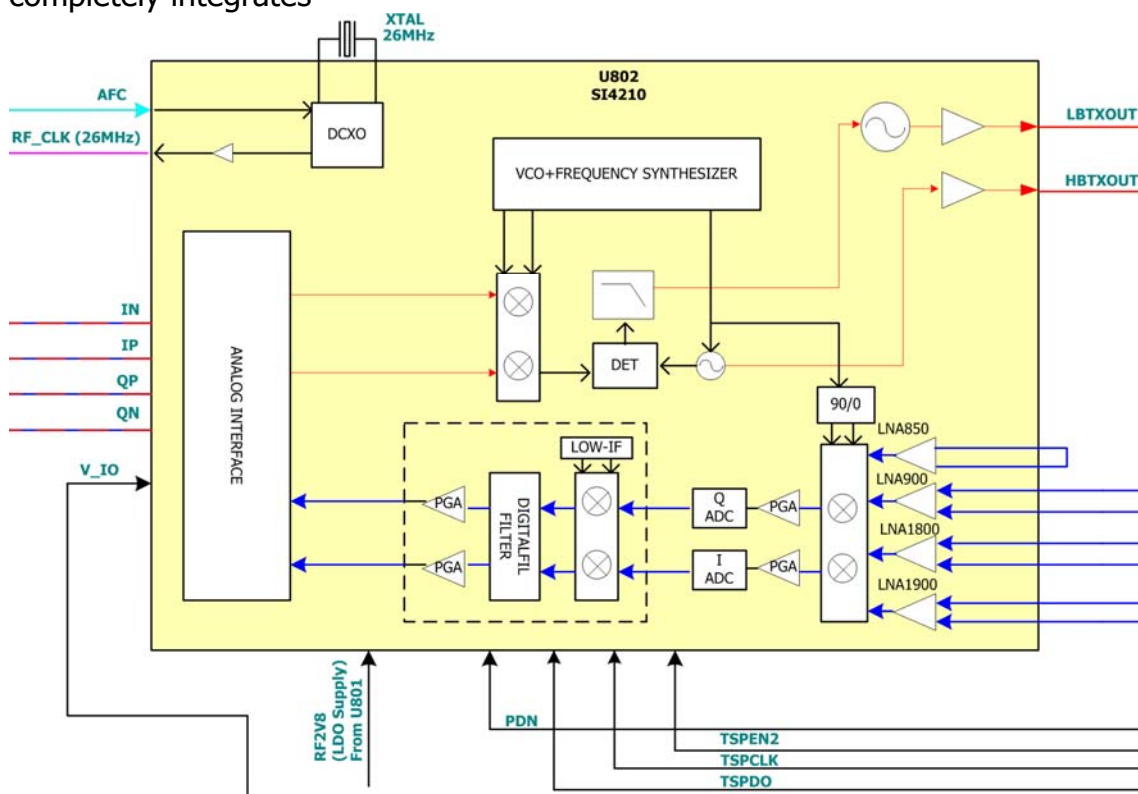 completely integrates
XTAL
26MHz
U802
SI4210
AFC
RF_CLK (26MHz)
DCXO
LBTXOUT
HBTXOUT
VCO+FREQUENCY SYNTHESIZER
IN
IP
QP
QN
V_IO
ANALOG INTERFACE
DET
90/0
LNA850
LNA900
LNA1800
LNA1900
LOW-IF
PGA
PGA
DIGITALFIL
FILTER
Q
ADC
I
ADC
PGA
PGA
RF2V8
(LDO Supply)
From U801
PDN
TSPEN2
TSPCLK
TSPDO